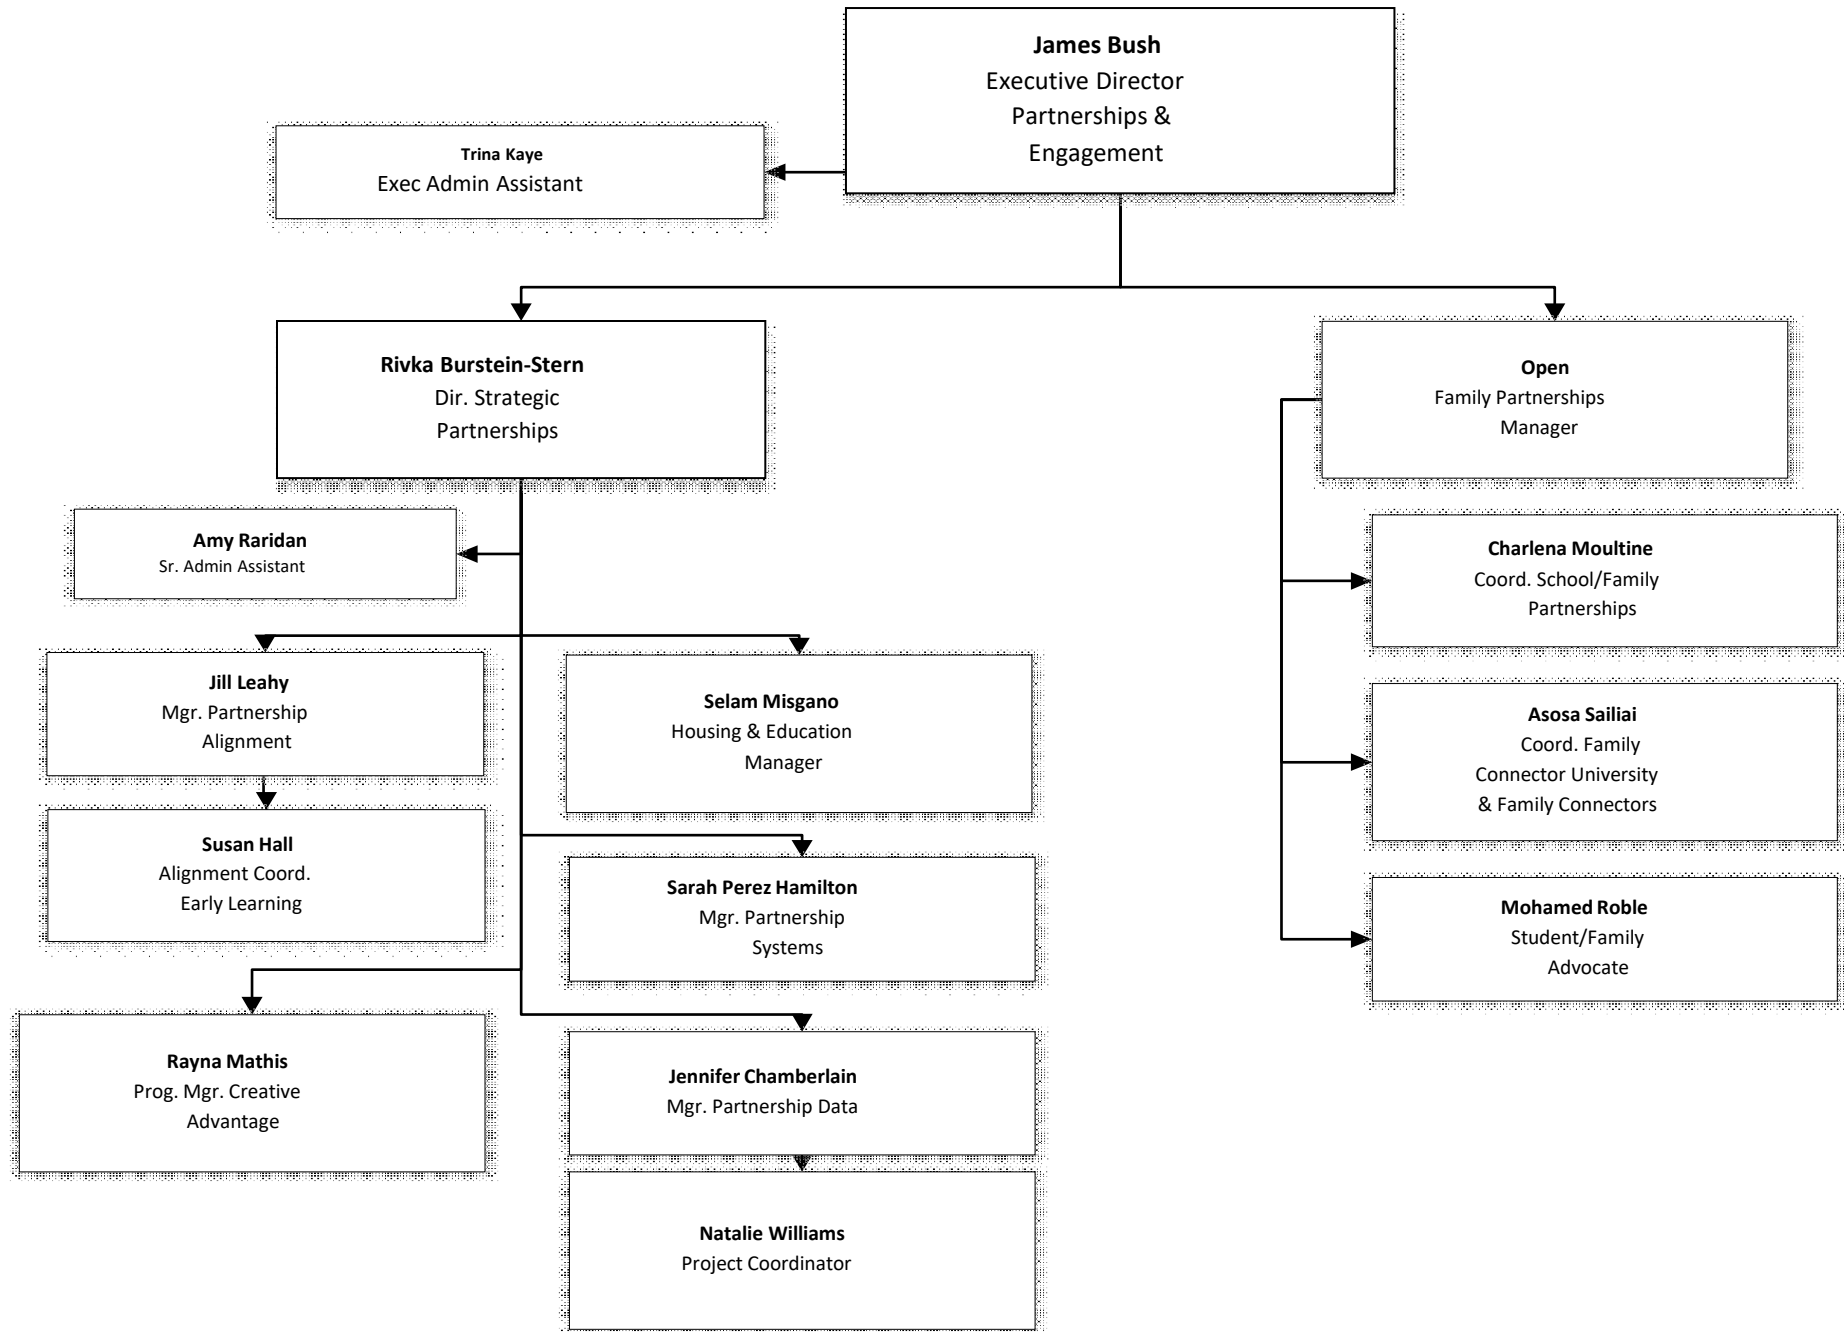 James Bush
Executive Director
Partnerships &
Engagement
Trina Kaye
Exec Admin Assistant
Rivka Burstein-Stern
Dir. Strategic
Partnerships
Open
Family Partnerships
Manager
Amy Raridan
Sr. Admin Assistant
Charlena Moultine
Coord. School/Family
Partnerships
Jill Leahy
Mgr. Partnership
Alignment
Selam Misgano
Housing & Education
Manager
Asosa Sailiai
Coord. Family
Connector University
& Family Connectors
Susan Hall
Alignment Coord.
Early Learning
Sarah Perez Hamilton
Mgr. Partnership
Systems
Mohamed Roble
Student/Family
Advocate
Rayna Mathis
Prog. Mgr. Creative
Advantage
Jennifer Chamberlain
Mgr. Partnership Data
Natalie Williams
Project Coordinator